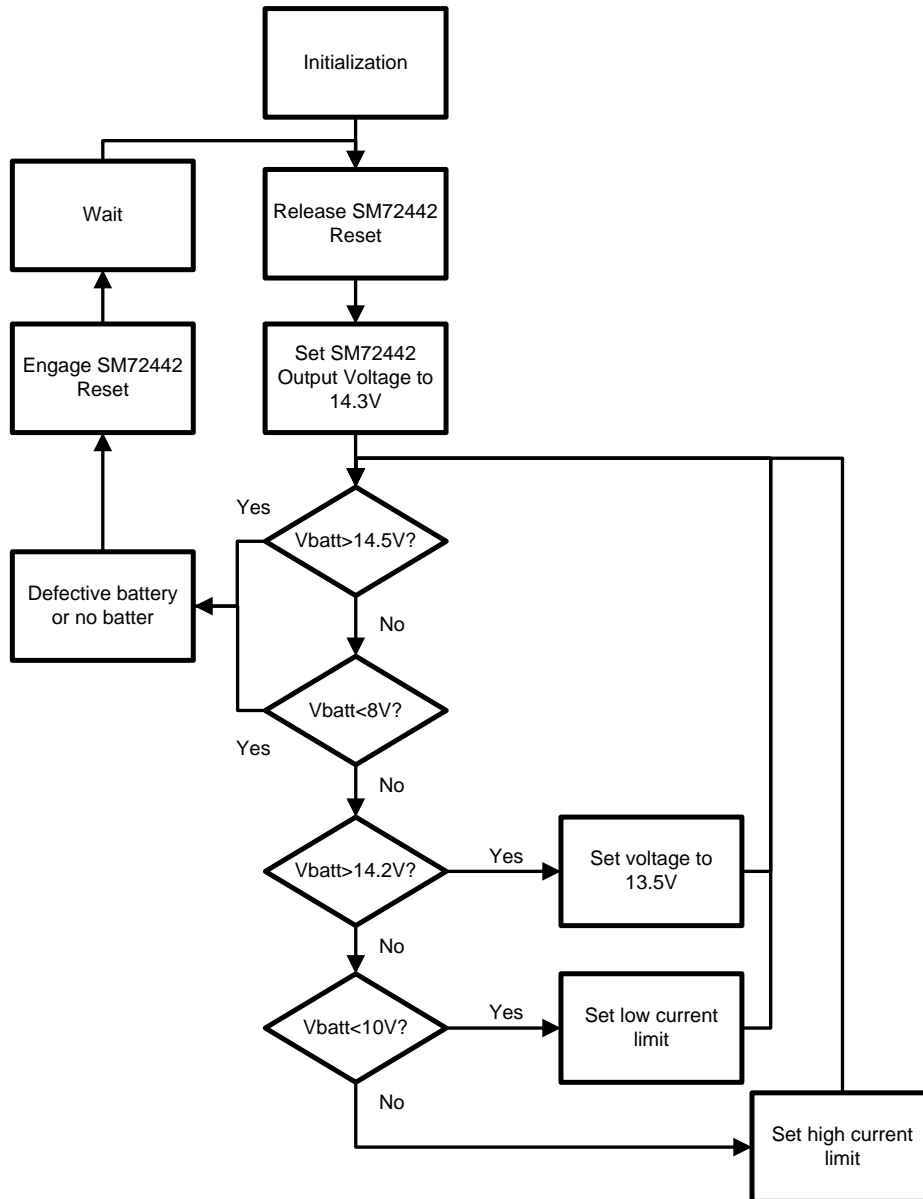 Initialization
Wait
Release SM72442
Reset
Engage SM72442
Reset
Set SM72442
Output Voltage to
14.3V
Yes
Vbatt>14.5V?
Defective battery
or no batter
No
Vbatt<8V?
Yes
No
Vbatt>14.2V?
Yes
Set voltage to
13.5V
No
Vbatt<10V?
Yes
Set low current
limit
No
Set high current
limit